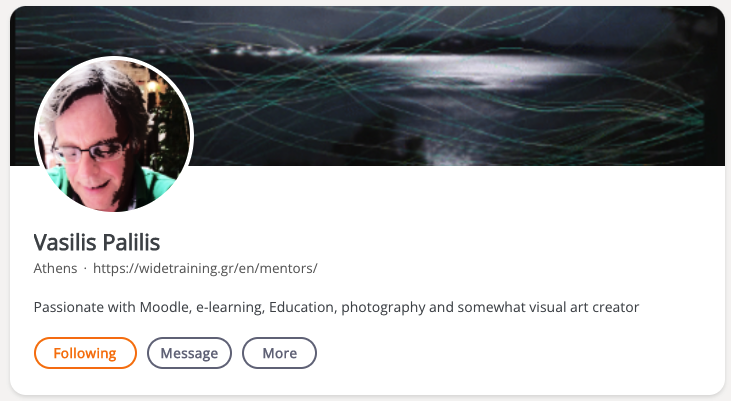 Vasilis Palilis
Athens · https://widetraining.gr/en/mentors/
Passionate with Moodle, e-learning, Education, photography and somewhat visual art creator
Following Message More